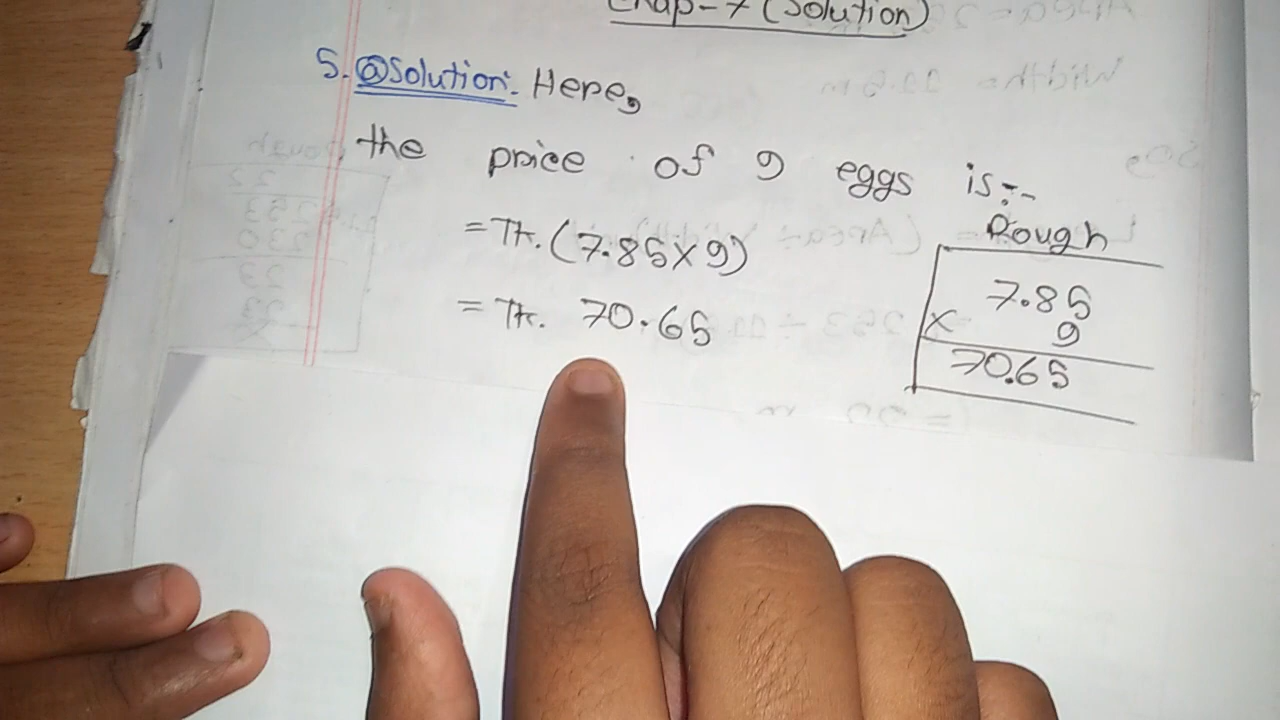 Chap-7 (Solution)
5. ⓐ Solution: Here,
the price of 9 eggs is:-
= Tk. (7.85×9)
= Tk. 70.65
Rough
7.85
× 9
70.65